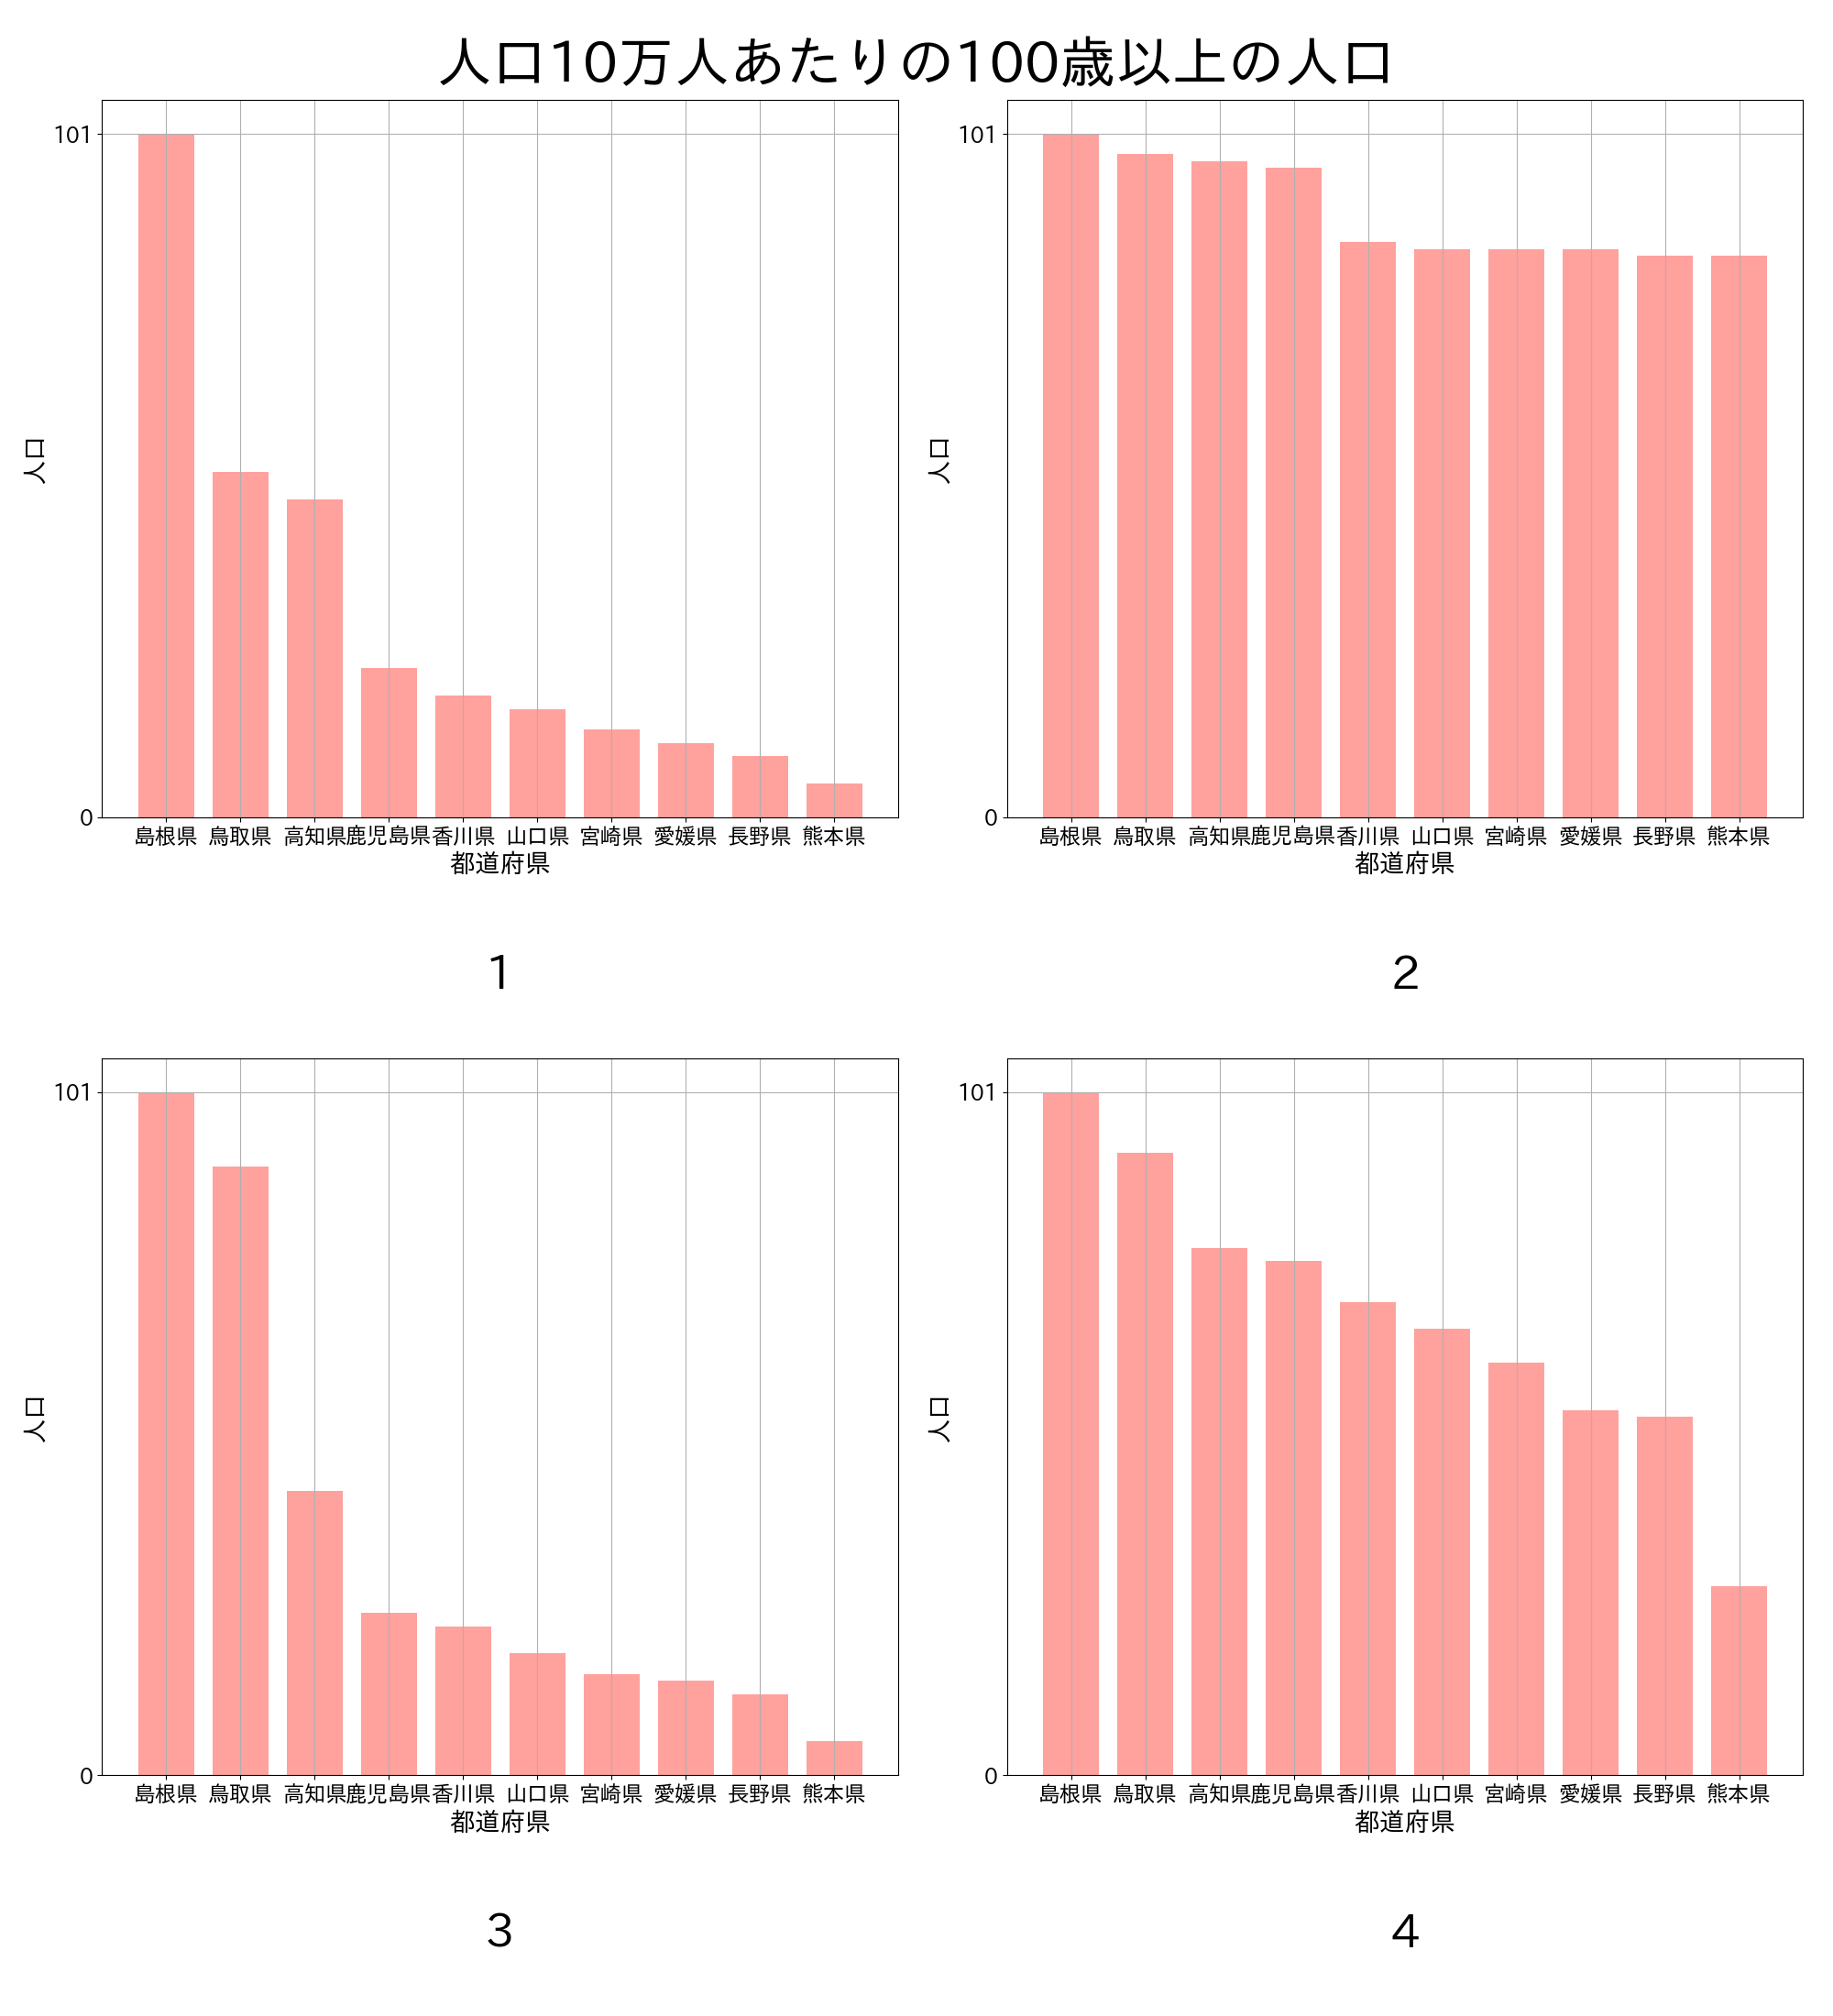 人口10万人あたりの100歳以上の人口
101
人口
0
島根県 鳥取県 高知県 鹿児島県 香川県 山口県 宮崎県 愛媛県 長野県 熊本県
都道府県
1
101
人口
0
島根県 鳥取県 高知県 鹿児島県 香川県 山口県 宮崎県 愛媛県 長野県 熊本県
都道府県
2
101
人口
0
島根県 鳥取県 高知県 鹿児島県 香川県 山口県 宮崎県 愛媛県 長野県 熊本県
都道府県
3
101
人口
0
島根県 鳥取県 高知県 鹿児島県 香川県 山口県 宮崎県 愛媛県 長野県 熊本県
都道府県
4